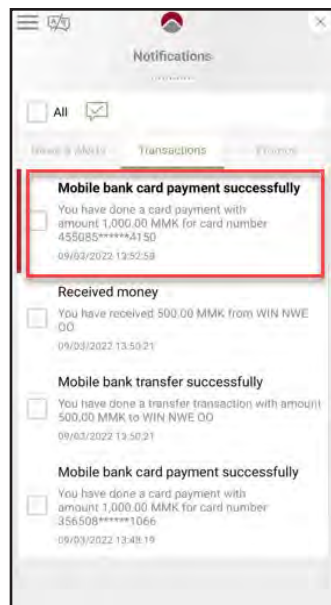 Notifications
All
Transactions
Mobile bank card payment successfully
You have done a card payment with
amount 1,000.00 MMK for card number
455085******4150
09/03/2022 13:52:59
Received money
You have received 500.00 MMK from WIN NWE
OO
09/03/2022 13:50:21
Mobile bank transfer successfully
You have done a transfer transaction with amount
500.00 MMK to WIN NWE OO
09/03/2022 13:50:21
Mobile bank card payment successfully
You have done a card payment with
amount 1,000.00 MMK for card number
356508******1066
09/03/2022 13:49:19